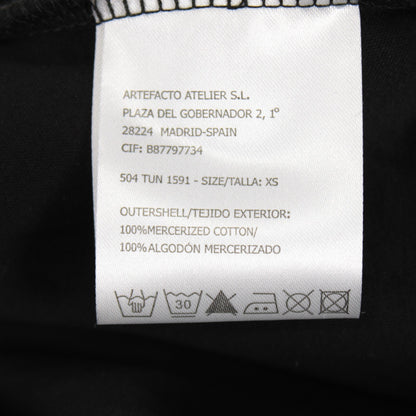 ARTEFACTO ATELIER S.L.
PLAZA DEL GOBERNADOR 2, 1º
28224 MADRID-SPAIN
CIF: B87797734
504 TUN 1591 - SIZE/TALLA: XS
OUTERSHELL/TEJIDO EXTERIOR:
100%MERCERIZED COTTON/
100%ALGODÓN MERCERIZADO
30